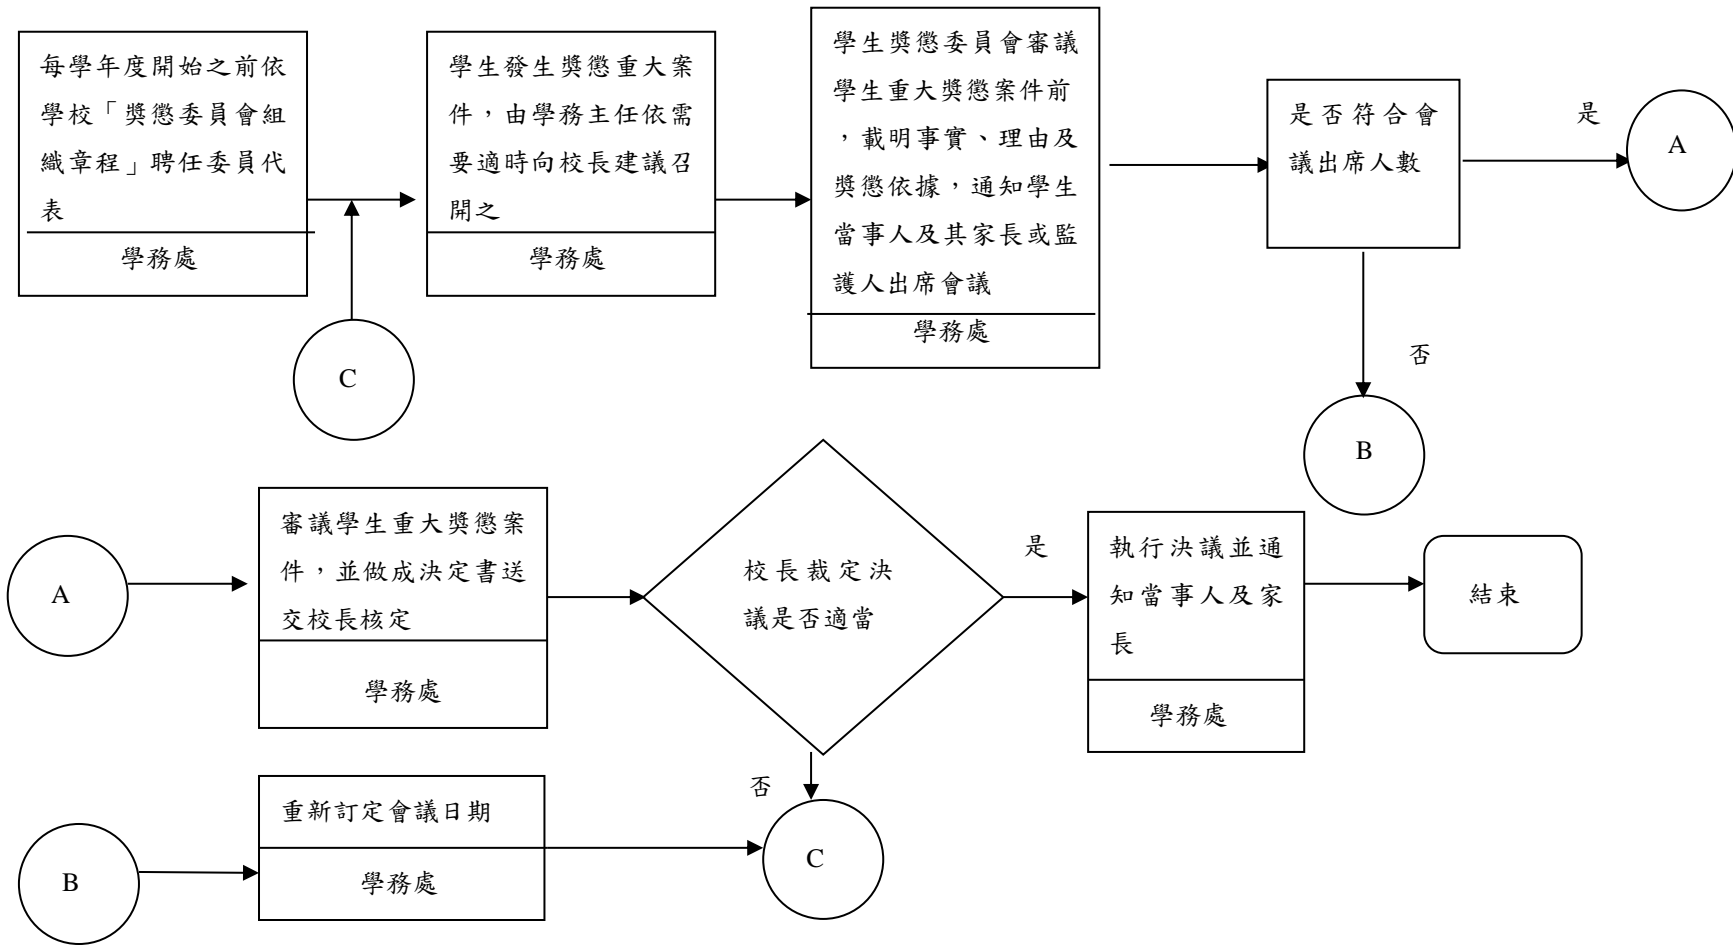 每學年度開始之前依
學校「獎懲委員會組
織章程」聘任委員代
表
學務處
學生發生獎懲重大案
件，由學務主任依需
要適時向校長建議召
開之
學務處
學生獎懲委員會審議
學生重大獎懲案件前
，載明事實、理由及
獎懲依據，通知學生
當事人及其家長或監
護人出席會議
學務處
是否符合會
議出席人數
是
A
否
B
C
A
審議學生重大獎懲案
件，並做成決定書送
交校長核定
學務處
校長裁定決
議是否適當
是
執行決議並通
知當事人及家
長
學務處
結束
否
C
B
重新訂定會議日期
學務處